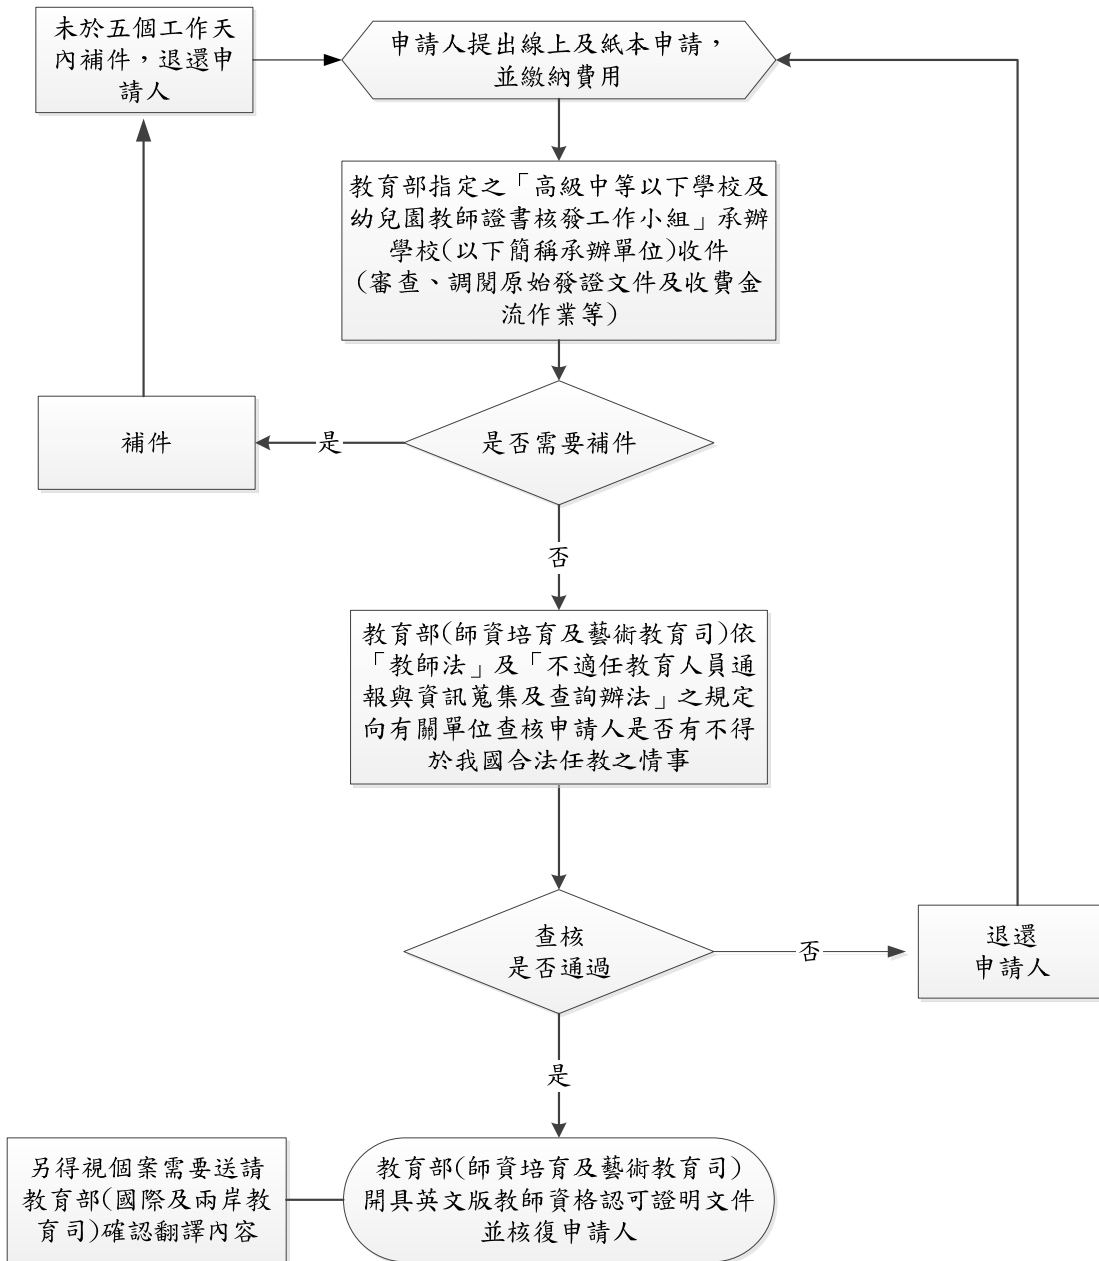 未於五個工作天
內補件，退還申
請人
申請人提出線上及紙本申請，
並繳納費用
教育部指定之「高級中等以下學校及
幼兒園教師證書核發工作小組」承辦
學校(以下簡稱承辦單位)收件
(審查、調閱原始發證文件及收費金
流作業等)
補件
是
是否需要補件
否
教育部(師資培育及藝術教育司)依
「教師法」及「不適任教育人員通
報與資訊蒐集及查詢辦法」之規定
向有關單位查核申請人是否有不得
於我國合法任教之情事
查核
是否通過
否
退還
申請人
是
另得視個案需要送請
教育部(國際及兩岸教
育司)確認翻譯內容
教育部(師資培育及藝術教育司)
開具英文版教師資格認可證明文件
並核復申請人